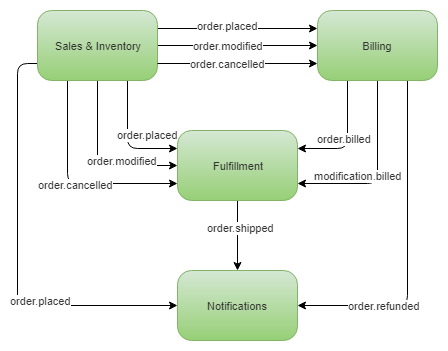 order.placed
Sales & Inventory
order.modified
Billing
order.cancelled
order.placed
order.billed
order.modified
Fulfillment
order.cancelled
modification.billed
order.shipped
order.placed
Notifications
order.refunded